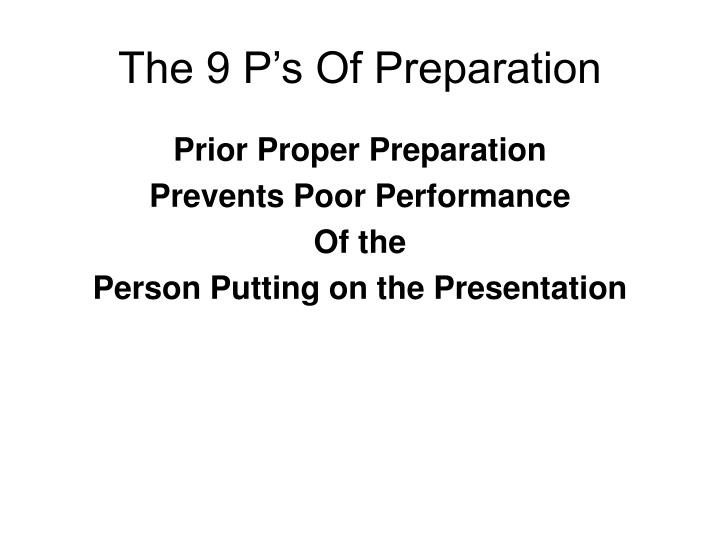 The 9 P’s Of Preparation
Prior Proper Preparation
Prevents Poor Performance
Of the
Person Putting on the Presentation